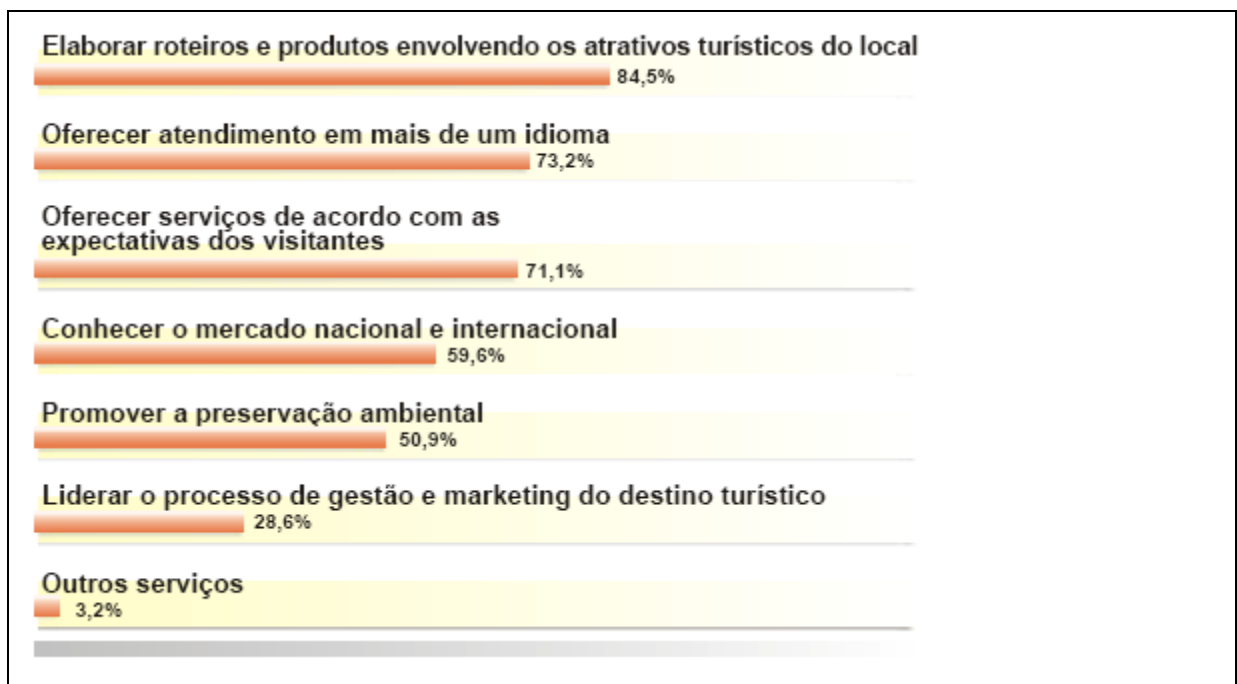 Elaborar roteiros e produtos envolvendo os atrativos turísticos do local
84,5%
Oferecer atendimento em mais de um idioma
73,2%
Oferecer serviços de acordo com as
expectativas dos visitantes
71,1%
Conhecer o mercado nacional e internacional
59,6%
Promover a preservação ambiental
50,9%
Liderar o processo de gestão e marketing do destino turístico
28,6%
Outros serviços
3,2%